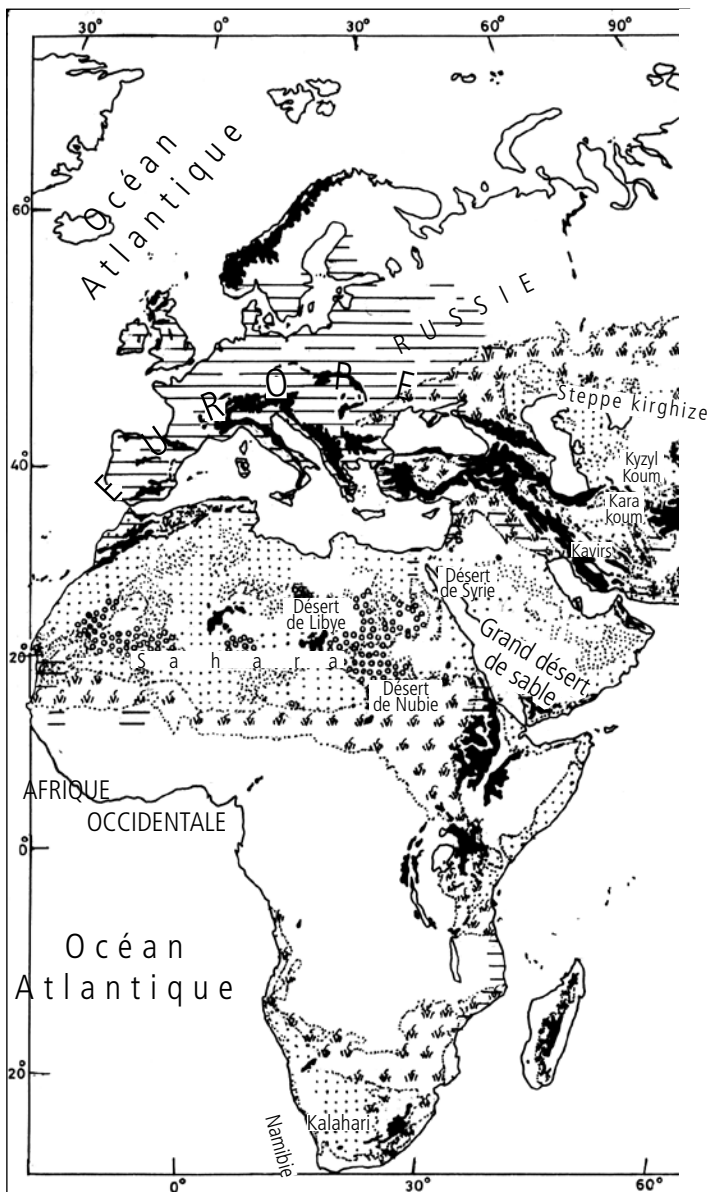 30° 0° 30° 60° 90°
Océan
Atlantique
60°
RUSSIE
EUROPE
Steppe kirghize
40°
Kyzyl
Koum
Kara
koum
Kavirs
Désert
de Syrie
Désert
de Libye
Grand désert
de sable
20°
Sahara
Désert
de Nubie
AFRIQUE
OCCIDENTALE
0°
Océan
Atlantique
20°
Kalahari
Namibie
0° 30° 60°